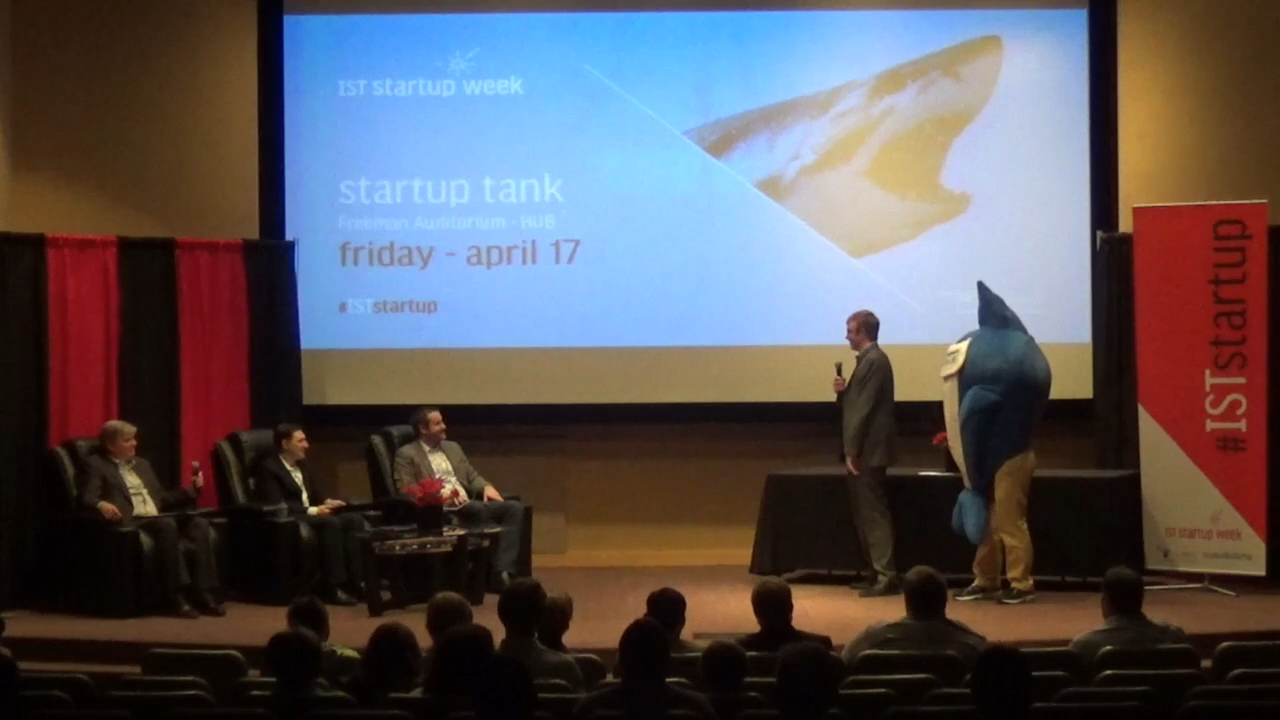 IST startup week
startup tank
Freeman Auditorium - HUB
friday - april 17
#ISTstartup
#ISTstartup
IST startup week